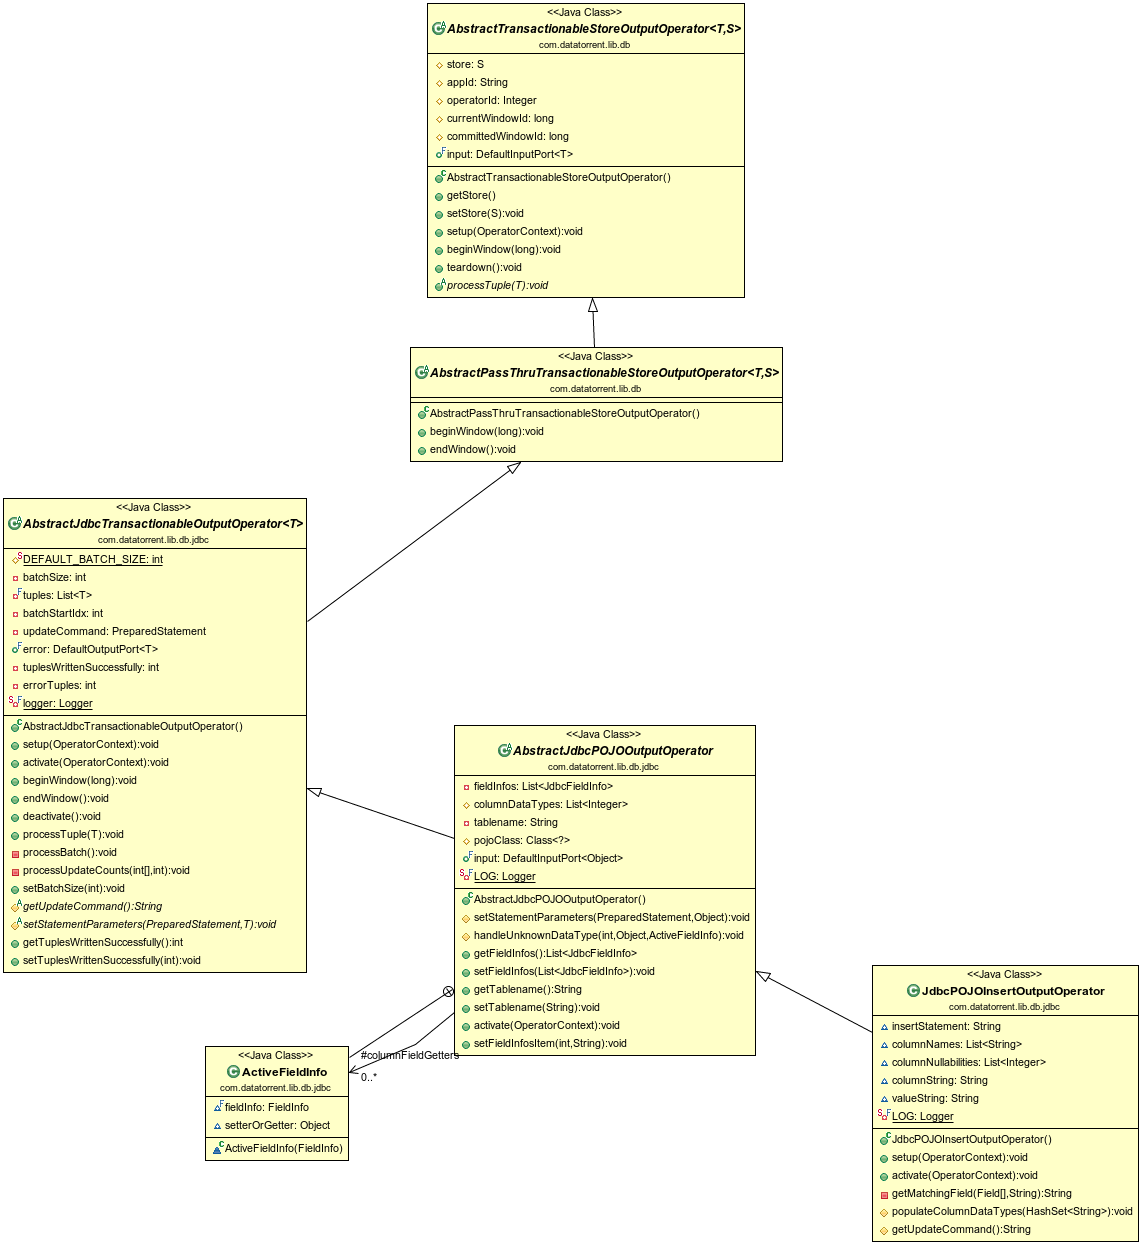 <<Java Class>>
AbstractTransactionableStoreOutputOperator<T,S>
com.datatorrent.lib.db
store: S
appId: String
operatorId: Integer
currentWindowId: long
committedWindowId: long
input: DefaultInputPort<T>
AbstractTransactionableStoreOutputOperator()
getStore()
setStore(S):void
setup(OperatorContext):void
beginWindow(long):void
teardown():void
processTuple(T):void
<<Java Class>>
AbstractPassThruTransactionableStoreOutputOperator<T,S>
com.datatorrent.lib.db
AbstractPassThruTransactionableStoreOutputOperator()
beginWindow(long):void
endWindow():void
<<Java Class>>
AbstractJdbcTransactionableOutputOperator<T>
com.datatorrent.lib.db.jdbc
DEFAULT_BATCH_SIZE: int
batchSize: int
tuples: List<T>
batchStartIdx: int
updateCommand: PreparedStatement
error: DefaultOutputPort<T>
tuplesWrittenSuccessfully: int
errorTuples: int
logger: Logger
AbstractJdbcTransactionableOutputOperator()
setup(OperatorContext):void
activate(OperatorContext):void
beginWindow(long):void
endWindow():void
deactivate():void
processTuple(T):void
processBatch():void
processUpdateCounts(int[],int):void
setBatchSize(int):void
getUpdateCommand():String
setStatementParameters(PreparedStatement,T):void
getTuplesWrittenSuccessfully():int
setTuplesWrittenSuccessfully(int):void
<<Java Class>>
AbstractJdbcPOJOOutputOperator
com.datatorrent.lib.db.jdbc
fieldInfos: List<JdbcFieldInfo>
columnDataTypes: List<Integer>
tablename: String
pojoClass: Class<?>
input: DefaultInputPort<Object>
LOG: Logger
AbstractJdbcPOJOOutputOperator()
setStatementParameters(PreparedStatement,Object):void
handleUnknownDataType(int,Object,ActiveFieldInfo):void
getFieldInfos():List<JdbcFieldInfo>
setFieldInfos(List<JdbcFieldInfo>):void
getTablename():String
setTablename(String):void
activate(OperatorContext):void
setFieldInfosItem(int,String):void
#columnFieldGetters
0..*
<<Java Class>>
ActiveFieldInfo
com.datatorrent.lib.db.jdbc
fieldInfo: FieldInfo
setterOrGetter: Object
ActiveFieldInfo(FieldInfo)
<<Java Class>>
JdbcPOJOInsertOutputOperator
com.datatorrent.lib.db.jdbc
insertStatement: String
columnNames: List<String>
columnNullabilities: List<Integer>
columnString: String
valueString: String
LOG: Logger
JdbcPOJOInsertOutputOperator()
setup(OperatorContext):void
activate(OperatorContext):void
getMatchingField(Field[],String):String
populateColumnDataTypes(HashSet<String>):void
getUpdateCommand():String